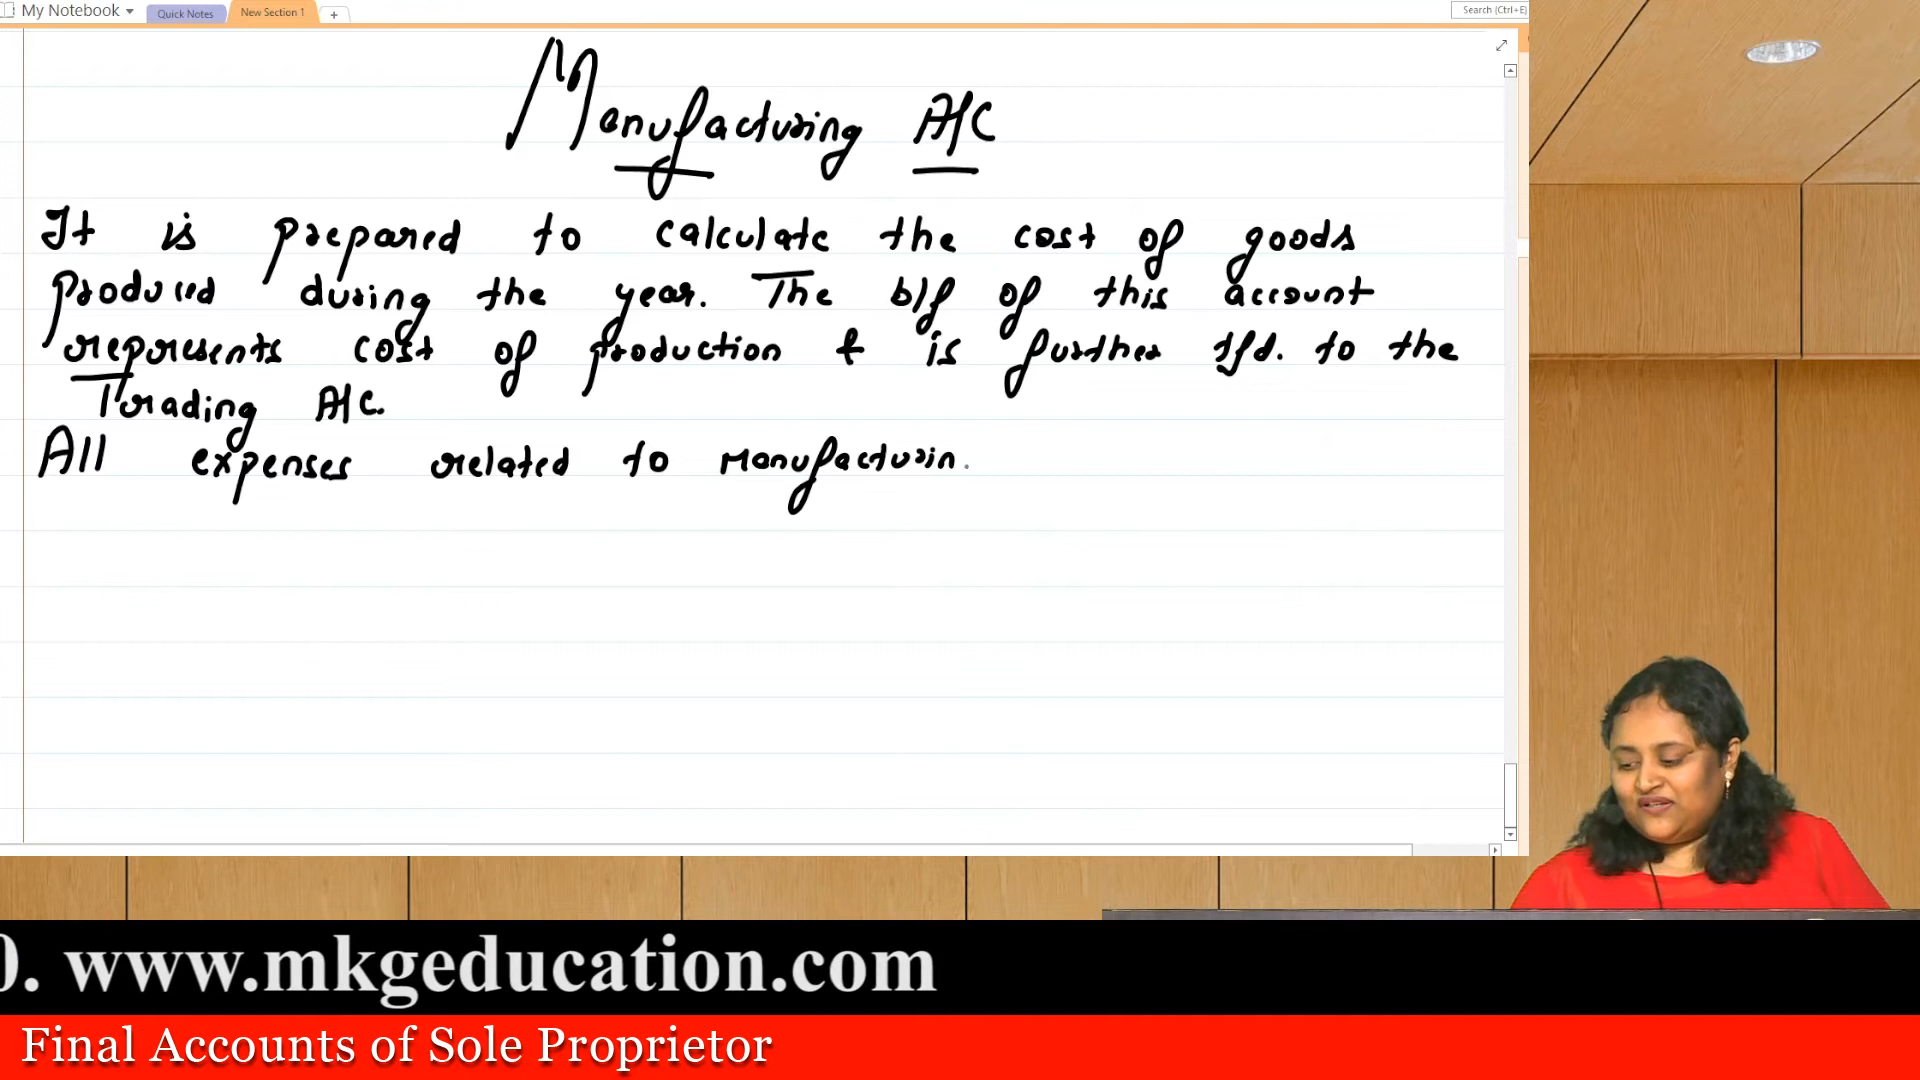 My Notebook
Quick Notes
New Section 1
+
Search (Ctrl+E)
Manufacturing A/C
It is prepared to calculate the cost of goods
produced during the year. The b/f of this account
represents cost of production & is further tfd. to the
Trading A/C.
All expenses related to Manufacturin
0. www.mkgeducation.com
Final Accounts of Sole Proprietor